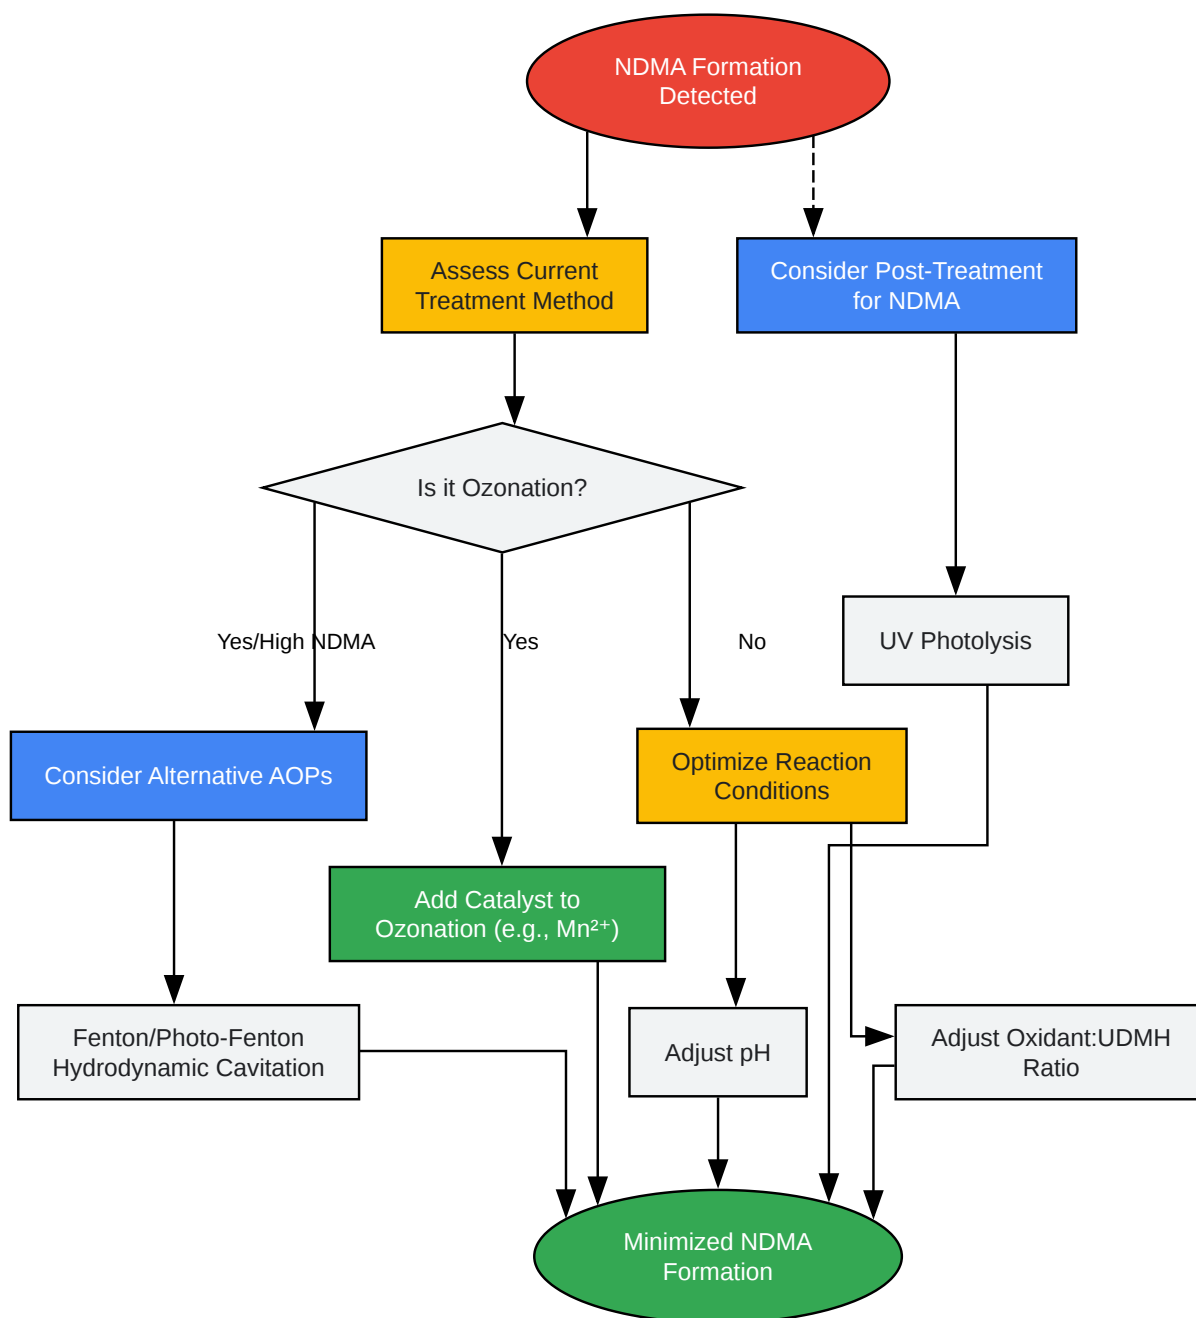 NDMA Formation
Detected
Assess Current
Treatment Method
Consider Post-Treatment
for NDMA
Is it Ozonation?
Yes/High NDMA
Yes
No
UV Photolysis
Consider Alternative AOPs
Optimize Reaction
Conditions
Add Catalyst to
Ozonation (e.g., Mn²⁺)
Fenton/Photo-Fenton
Hydrodynamic Cavitation
Adjust pH
Adjust Oxidant:UDMH
Ratio
Minimized NDMA
Formation